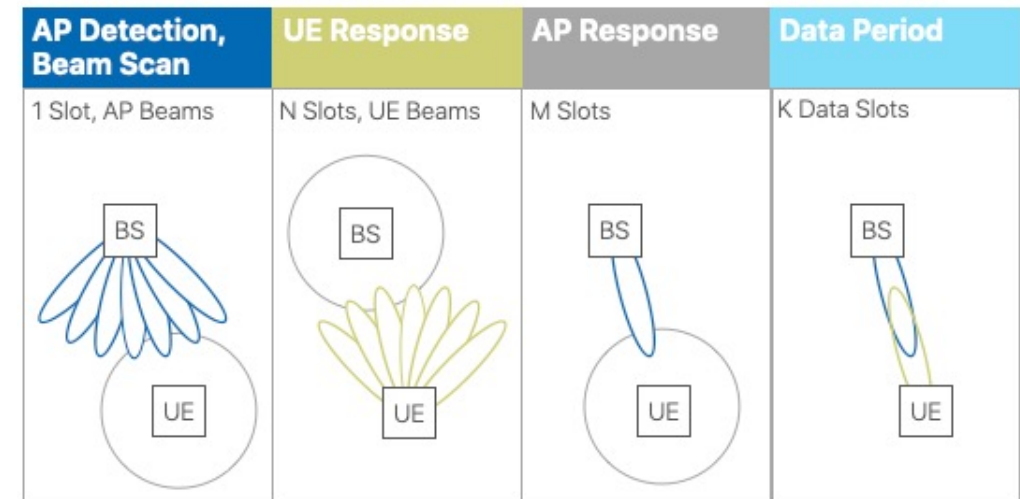 AP Detection,
Beam Scan
UE Response
AP Response
Data Period
1 Slot, AP Beams
N Slots, UE Beams
M Slots
K Data Slots
BS
BS
BS
BS
UE
UE
UE
UE